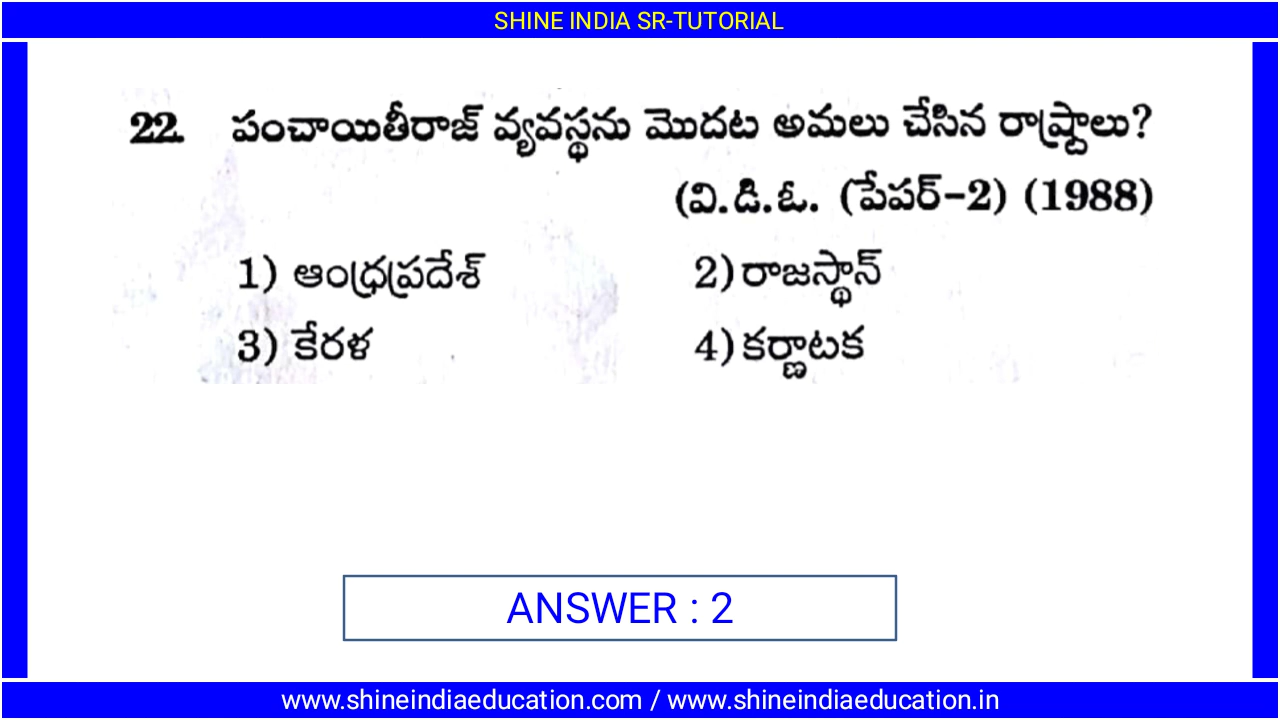 SHINE INDIA SR-TUTORIAL
22. పంచాయితీరాజ్ వ్యవస్థను మొదట అమలు చేసిన రాష్ట్రాలు?
(వి.డి.ఓ. (పేపర్-2) (1988)
1) ఆంధ్రప్రదేశ్ 2) రాజస్థాన్
3) కేరళ 4) కర్ణాటక
ANSWER : 2
www.shineindiaeducation.com / www.shineindiaeducation.in